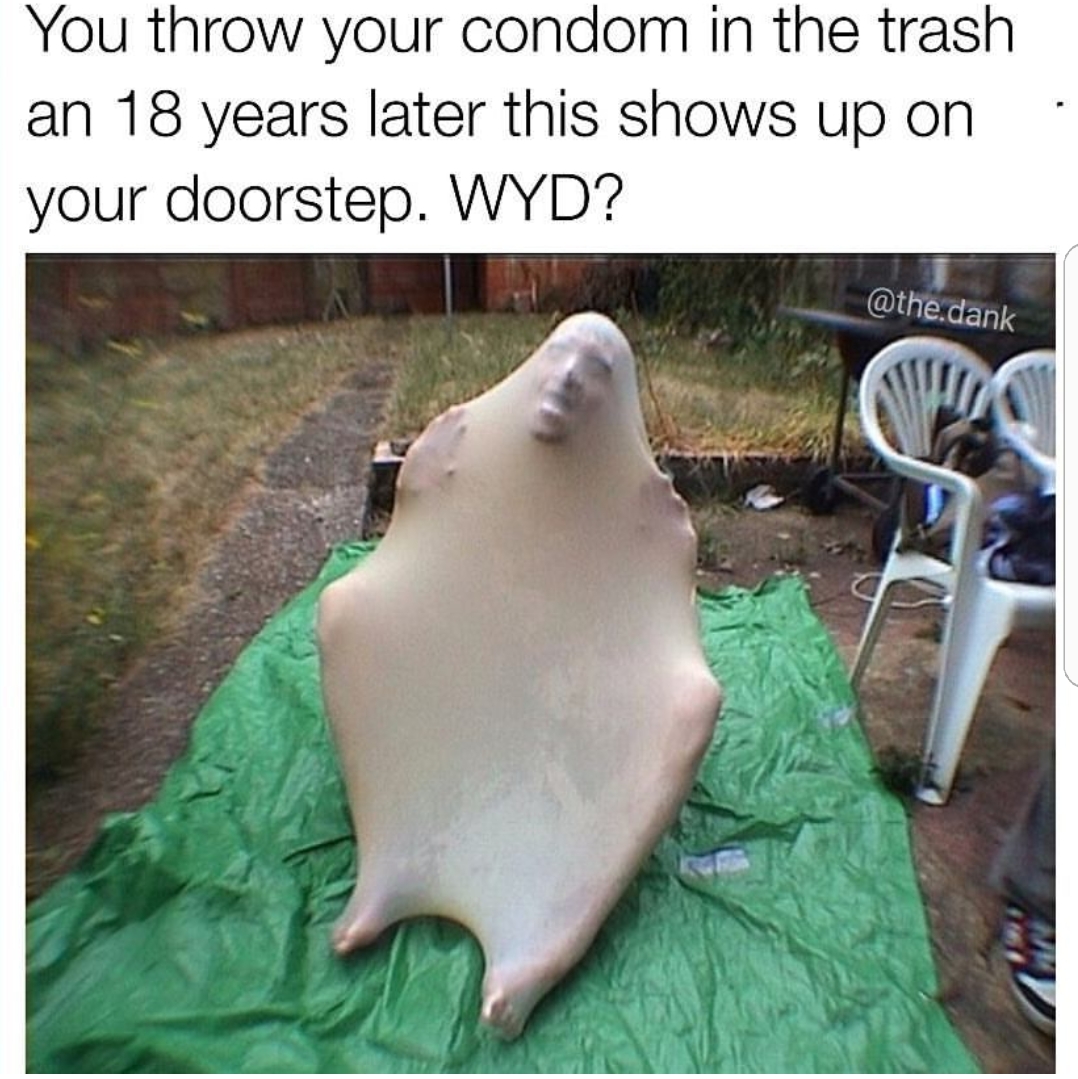 You throw your condom in the trash
an 18 years later this shows up on
your doorstep. WYD?
@the.dank